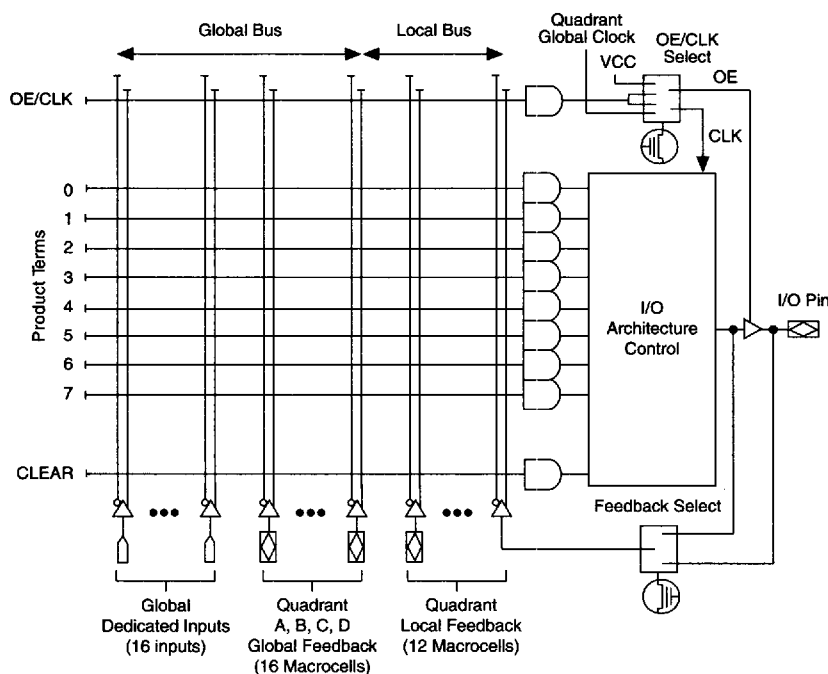 Global Bus
Local Bus
Quadrant
Global Clock
OE/CLK
Select
VCC
OE
OE/CLK
CLK
Product Terms
0
1
2
3
4
5
6
7
I/O
Architecture
Control
I/O Pin
CLEAR
Feedback Select
Global
Dedicated Inputs
(16 inputs)
Quadrant
A, B, C, D
Global Feedback
(16 Macrocells)
Quadrant
Local Feedback
(12 Macrocells)